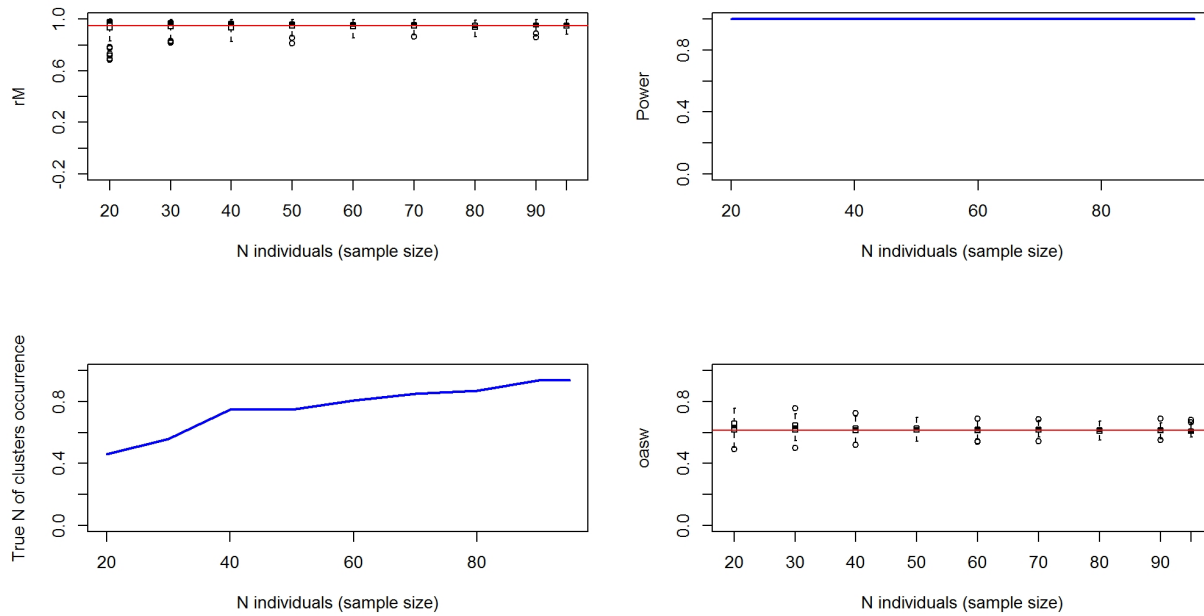 rM
1.0
0.6
0.2
-0.2
20 30 40 50 60 70 80 90
N individuals (sample size)
Power
0.8
0.4
0.0
20 40 60 80
N individuals (sample size)
True N of clusters occurrence
0.8
0.4
0.0
20 40 60 80
N individuals (sample size)
oasw
0.8
0.4
0.0
20 30 40 50 60 70 80 90
N individuals (sample size)